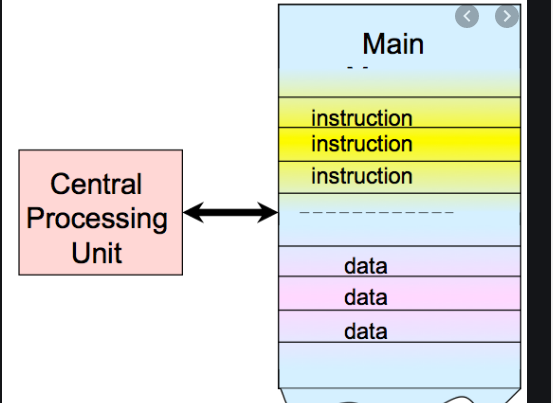 Main
instruction
instruction
instruction
Central
Processing
Unit
data
data
data